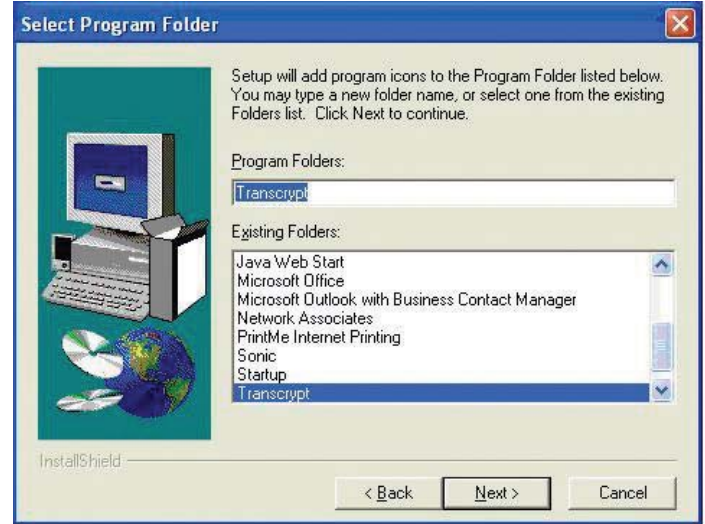 Select Program Folder
Setup will add program icons to the Program Folder listed below.
You may type a new folder name, or select one from the existing
Folders list. Click Next to continue.
Program Folders:
Transcrypt
Existing Folders:
Java Web Start
Microsoft Office
Microsoft Outlook with Business Contact Manager
Network Associates
PrintMe Internet Printing
Sonic
Startup
Transcrypt
InstallShield
< Back
Next >
Cancel